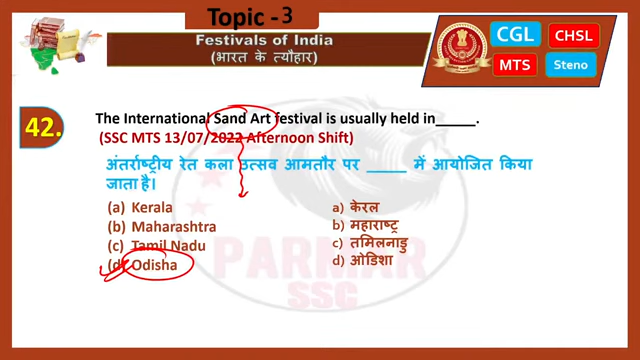 Topic -3
Festivals of India
(भारत के त्यौहार)
CGL
CHSL
MTS
Steno
42.
The International Sand Art festival is usually held in_____.
(SSC MTS 13/07/2022 Afternoon Shift)
अंतर्राष्ट्रीय रेत कला उत्सव आमतौर पर _____ में आयोजित किया
जाता है।
(a) Kerala
(b) Maharashtra
(c) Tamil Nadu
(d) Odisha
a) केरल
b) महाराष्ट्र
c) तमिलनाडु
d) ओडिशा
PARMAR
SSC